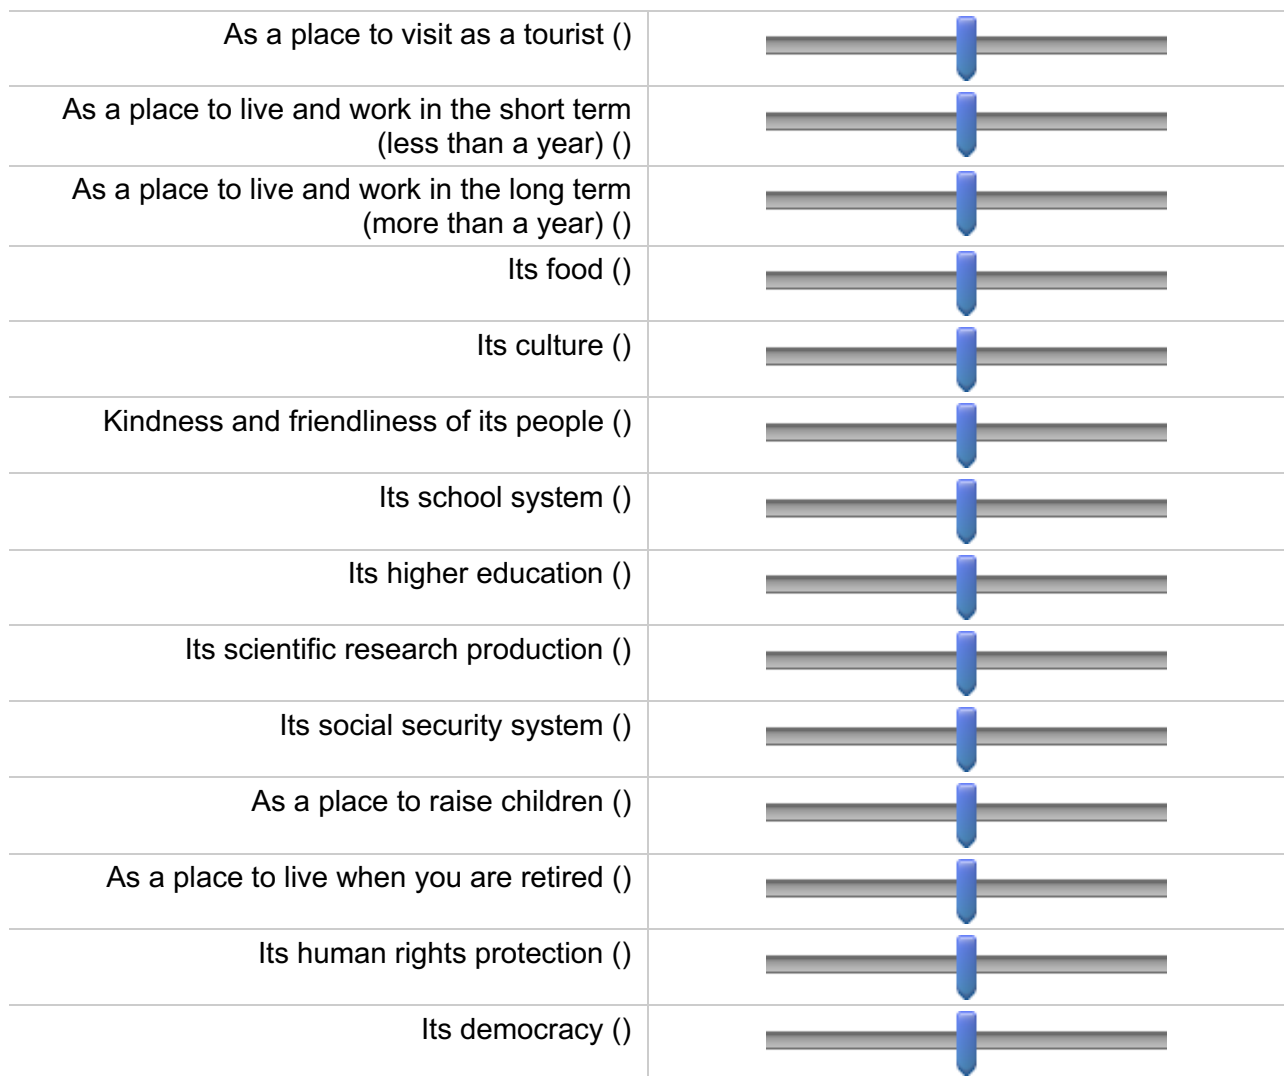 As a place to visit as a tourist ()
As a place to live and work in the short term
(less than a year) ()
As a place to live and work in the long term
(more than a year) ()
Its food ()
Its culture ()
Kindness and friendliness of its people ()
Its school system ()
Its higher education ()
Its scientific research production ()
Its social security system ()
As a place to raise children ()
As a place to live when you are retired ()
Its human rights protection ()
Its democracy ()